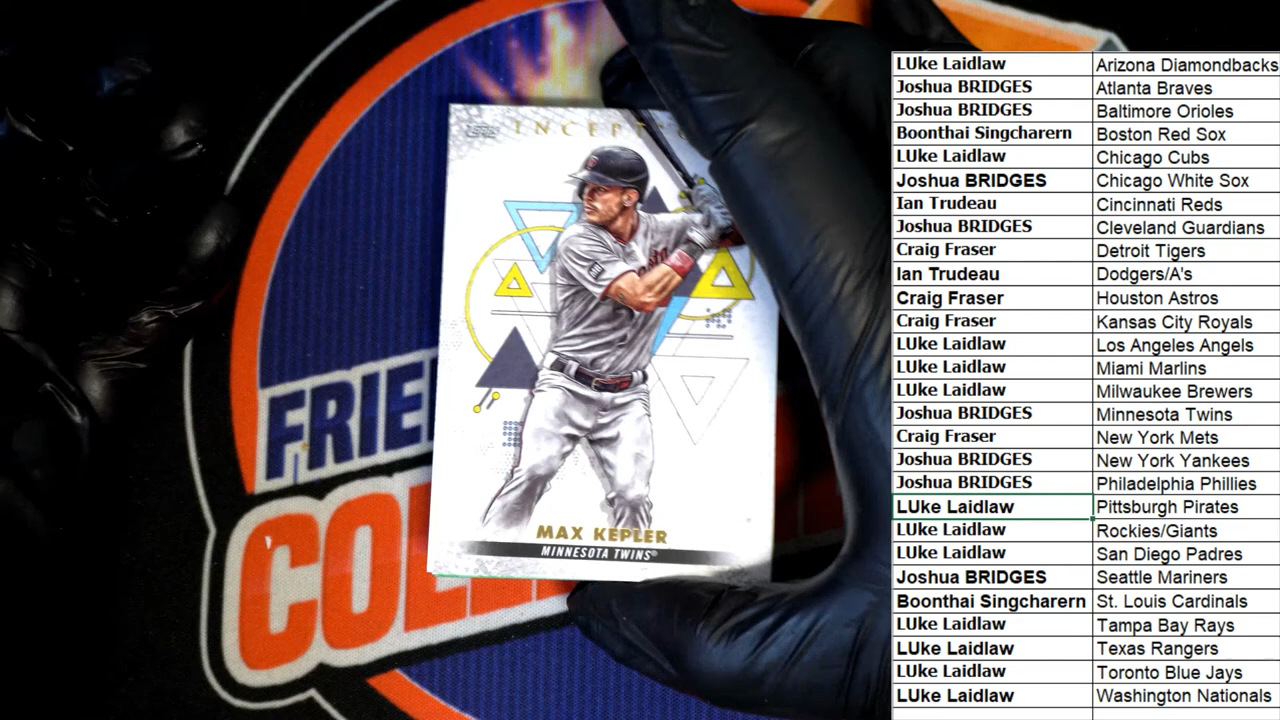 TOPPS INCEPTI
MAX KEPLER
MINNESOTA TWINS®
FRIE
COLLE
LUke Laidlaw Arizona Diamondbacks
Joshua BRIDGES Atlanta Braves
Joshua BRIDGES Baltimore Orioles
Boonthai Singcharern Boston Red Sox
LUke Laidlaw Chicago Cubs
Joshua BRIDGES Chicago White Sox
Ian Trudeau Cincinnati Reds
Joshua BRIDGES Cleveland Guardians
Craig Fraser Detroit Tigers
Ian Trudeau Dodgers/A's
Craig Fraser Houston Astros
Craig Fraser Kansas City Royals
LUke Laidlaw Los Angeles Angels
LUke Laidlaw Miami Marlins
LUke Laidlaw Milwaukee Brewers
Joshua BRIDGES Minnesota Twins
Craig Fraser New York Mets
Joshua BRIDGES New York Yankees
Joshua BRIDGES Philadelphia Phillies
LUke Laidlaw Pittsburgh Pirates
LUke Laidlaw Rockies/Giants
LUke Laidlaw San Diego Padres
Joshua BRIDGES Seattle Mariners
Boonthai Singcharern St. Louis Cardinals
LUke Laidlaw Tampa Bay Rays
LUke Laidlaw Texas Rangers
LUke Laidlaw Toronto Blue Jays
LUke Laidlaw Washington Nationals